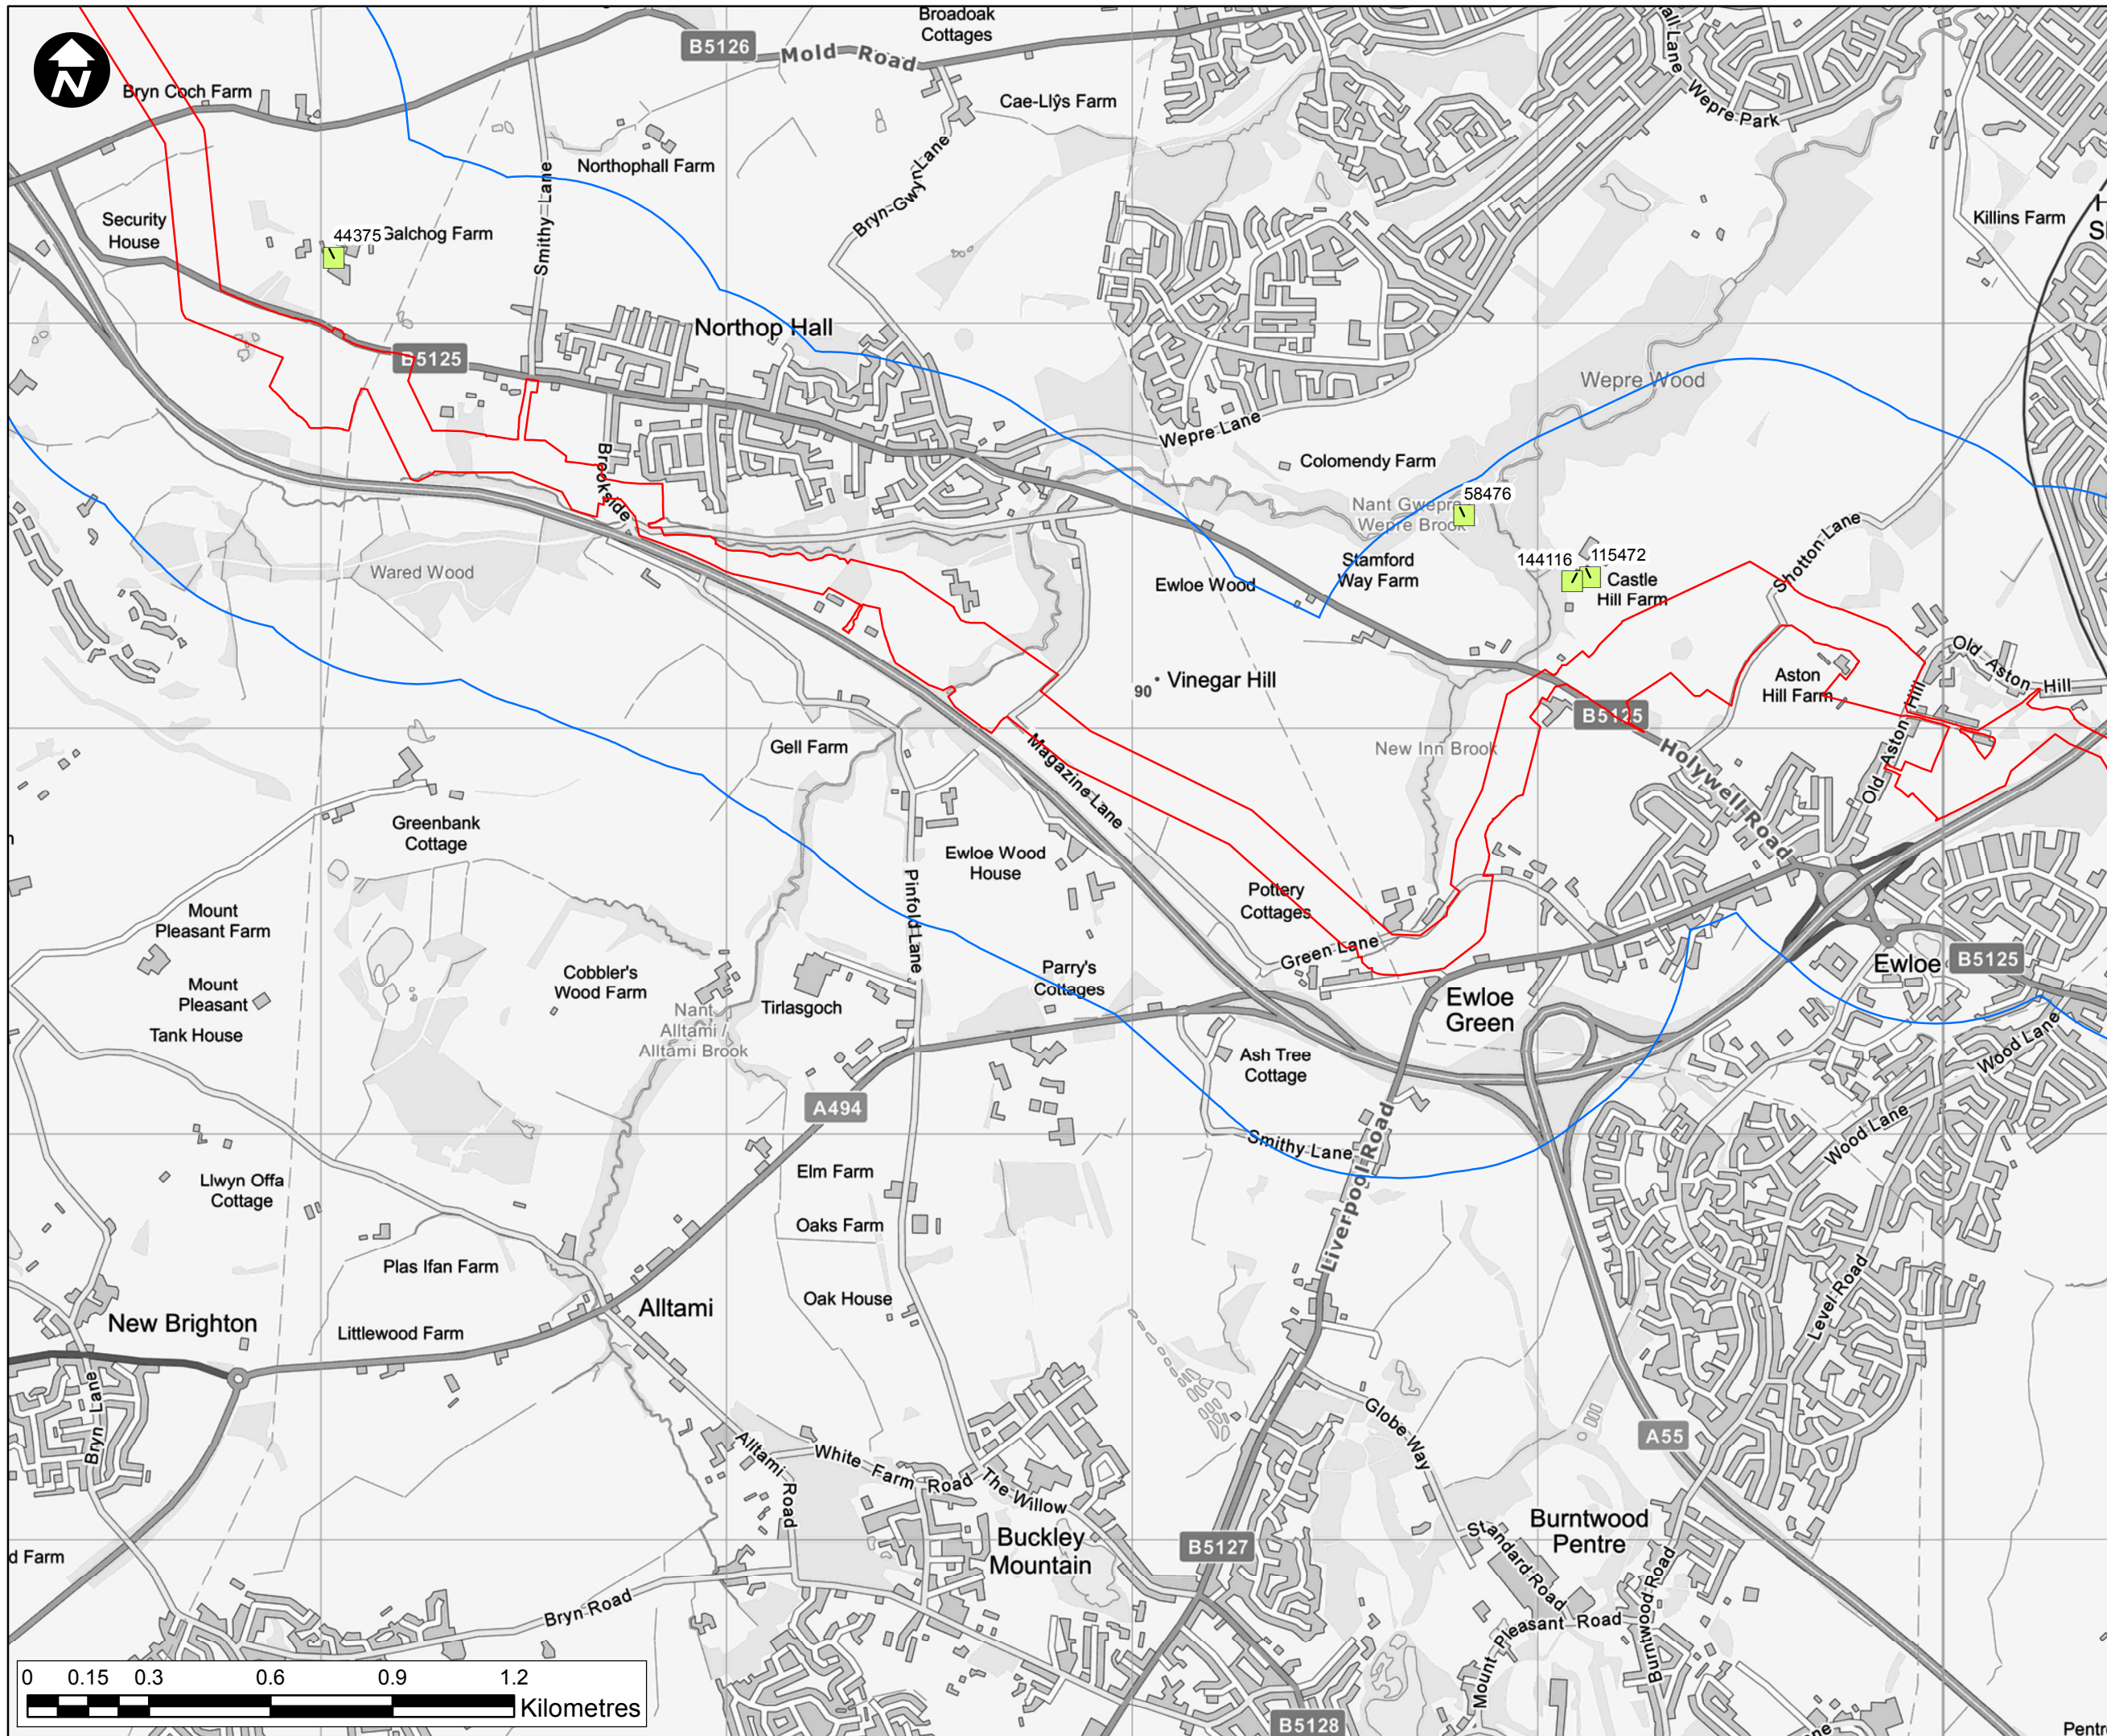 Broadoak
Cottages
B5126
Mold Road
Hall Lane
Wepre Park
N
Bryn Coch Farm
Cae-Llŷs Farm
Northophall Farm
Smithy Lane
Bryn-Gwyn Lane
Security
House
44375
Galchog Farm
Killins Farm
Northop Hall
B5125
Wepre Wood
Wepre Lane
Brookside
Colomendy Farm
58476
Nant Gwepra
Wepre Brook
Shotton Lane
Wared Wood
Stamford
Way Farm
Ewloe Wood
144116
115472
Castle
Hill Farm
Old Aston Hill
90
Vinegar Hill
Aston
Hill Farm
B5125
Old Aston Hill
Gell Farm
Magazine Lane
New Inn Brook
Holywell Road
Greenbank
Cottage
Ewloe Wood
House
Pinfold Lane
Pottery
Cottages
Mount
Pleasant Farm
Green Lane
Cobbler's
Wood Farm
Parry's
Cottages
Ewloe
B5125
Mount
Pleasant
Tirlasgoch
Ewloe
Green
Tank House
Nant
Alltami /
Alltami Brook
Wood Lane
Ash Tree
Cottage
A494
Liverpool Road
Smithy Lane
Wood Lane
Elm Farm
Llwyn Offa
Cottage
Oaks Farm
Plas Ifan Farm
Level Road
Oak House
Alltami
New Brighton
Littlewood Farm
Bryn Lane
Globe Way
A55
Alltami Road
White Farm Road
The Willow
Buckley
Mountain
B5127
Burntwood
Pentre
Standard Road
d Farm
Bryn Road
Mount Pleasant Road
Burntwood Road
0 0.15 0.3 0.6 0.9 1.2
Kilometres
B5128